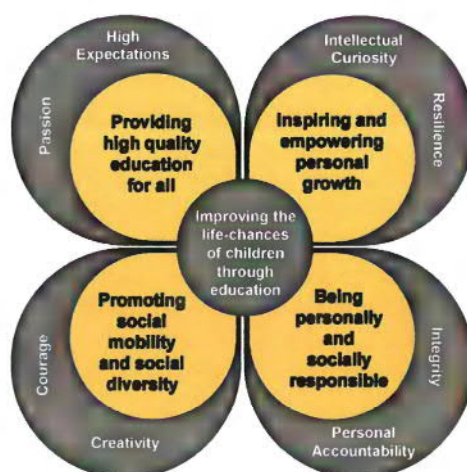 High
Expectations
Passion
Providing
high quality
education
for all
Intellectual
Curiosity
Resilience
Inspiring and
empowering
personal
growth
Improving the
life-chances
of children
through
education
Promoting
social
mobility
and social
diversity
Courage
Creativity
Being
personally
and
socially
responsible
Integrity
Personal
Accountability